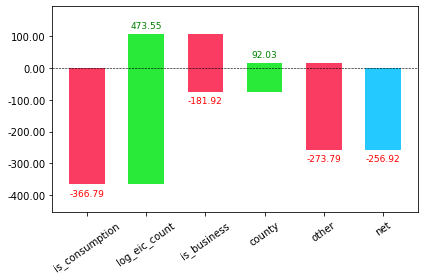 473.55
100.00
92.03
0.00
-100.00
-181.92
-200.00
-273.79
-256.92
-300.00
-366.79
-400.00
is_consumption
log_eic_count
is_business
county
other
net